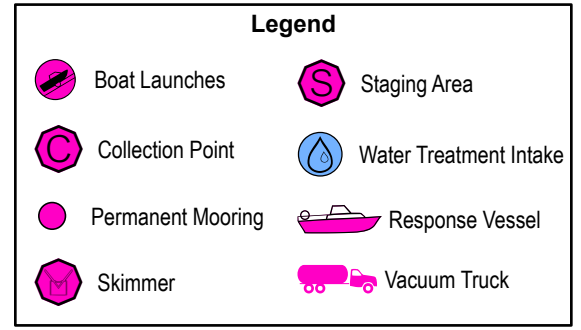 Legend
Boat Launches
S Staging Area
C Collection Point
Water Treatment Intake
Permanent Mooring
Response Vessel
Skimmer
Vacuum Truck